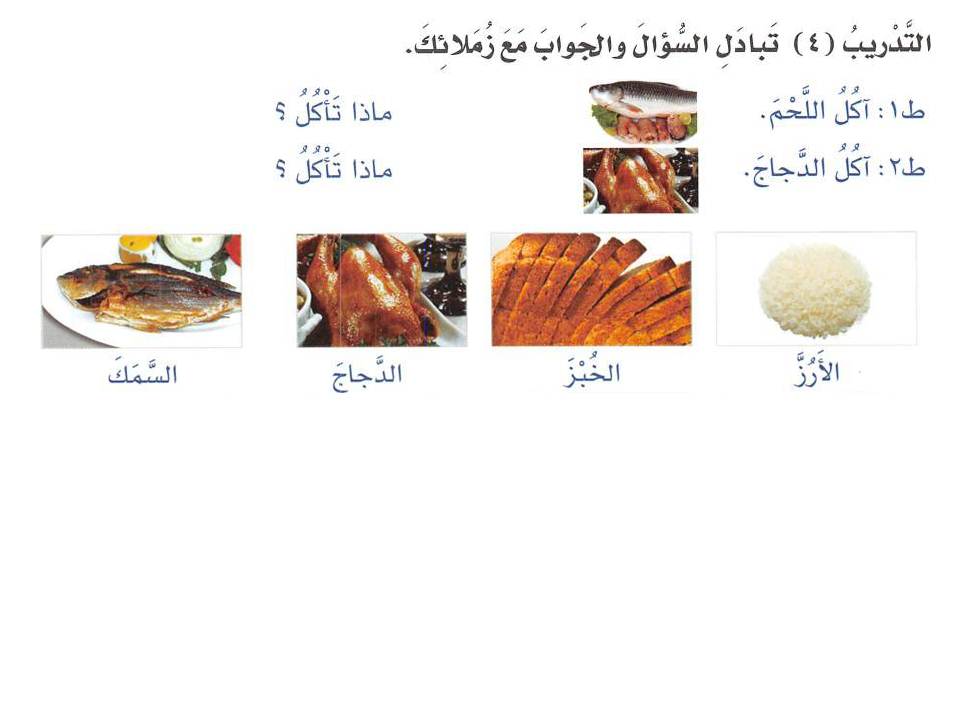 التَّدْريبُ (٤) تَبادَلِ السُّؤالَ والجَوابَ مَعَ زُمَلائِكَ.
ط١: آكُلُ اللَّحْمَ. ماذا تَأْكُلُ ؟
ط٢: آكُلُ الدَّجاجَ. ماذا تَأْكُلُ ؟
الأَرُزَّ الخُبْزَ الدَّجاجَ السَّمَكَ